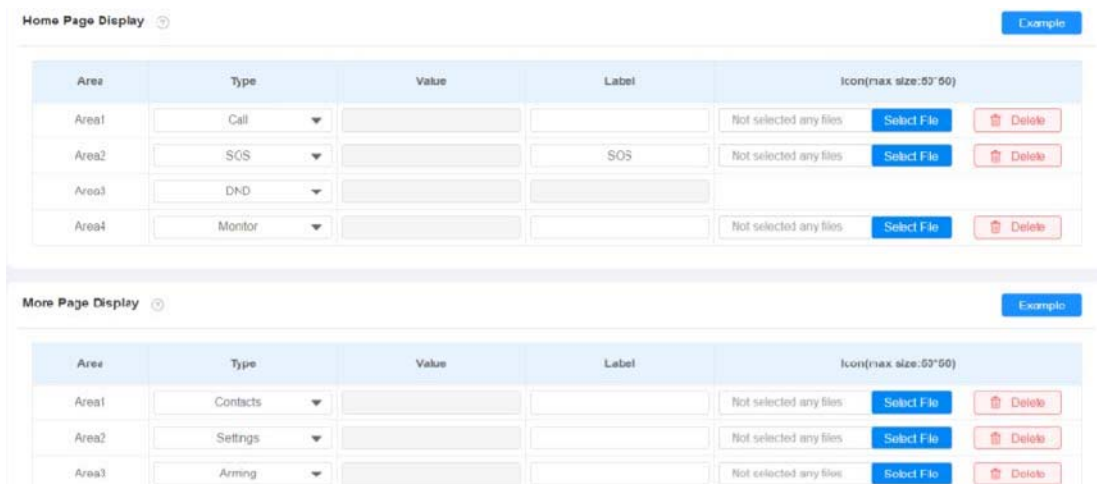 Home Page Display
Example
Area Type Value Label Icon(max size:50*50)
Area1 Call Not selected any files Select File Delete
Area2 SOS SOS Not selected any files Select File Delete
Area3 DND
Area4 Monitor Not selected any files Select File Delete
More Page Display
Example
Area Type Value Label Icon(max size:50*50)
Area1 Contacts Not selected any files Select File Delete
Area2 Settings Not selected any files Select File Delete
Area3 Arming Not selected any files Select File Delete